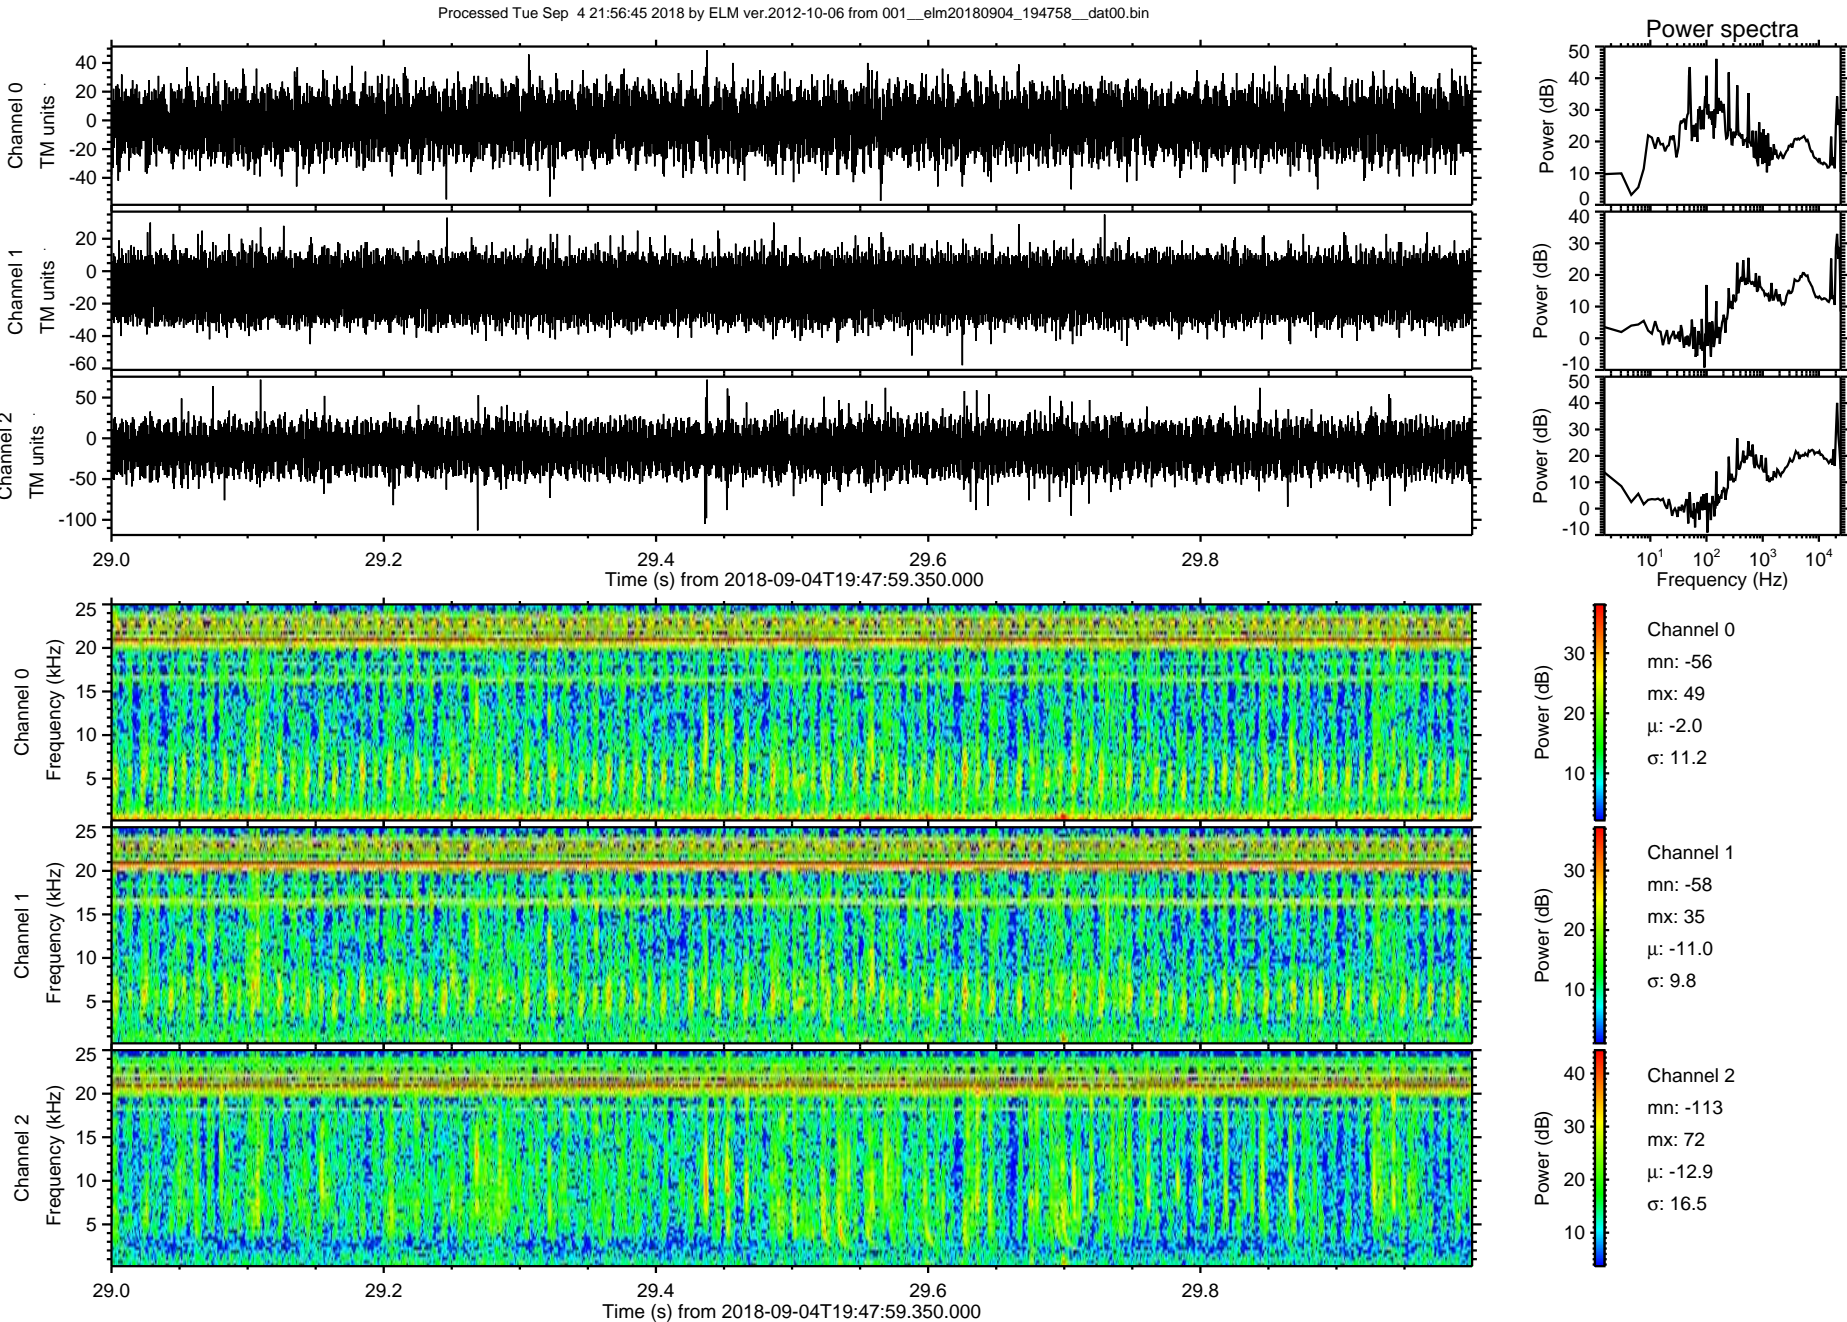 Processed Tue Sep 4 21:56:45 2018 by ELM ver.2012-10-06 from 001__elm20180904_194758__dat00.bin
Power spectra
Channel 0
TM units
40
20
0
-20
-40
Power (dB)
50
40
30
20
10
0
Channel 1
TM units
20
0
-20
-40
-60
Power (dB)
40
30
20
10
0
-10
Channel 2
TM units
50
0
-50
-100
Power (dB)
50
40
30
20
10
0
-10
29.0 29.2 29.4 29.6 29.8
Time (s) from 2018-09-04T19:47:59.350.000
10^1 10^2 10^3 10^4
Frequency (Hz)
Channel 0
Frequency (kHz)
25
20
15
10
5
Power (dB)
30
20
10
Channel 0
mn: -56
mx: 49
μ: -2.0
σ: 11.2
Channel 1
Frequency (kHz)
25
20
15
10
5
Power (dB)
30
20
10
Channel 1
mn: -58
mx: 35
μ: -11.0
σ: 9.8
Channel 2
Frequency (kHz)
25
20
15
10
5
Power (dB)
40
30
20
10
Channel 2
mn: -113
mx: 72
μ: -12.9
σ: 16.5
29.0 29.2 29.4 29.6 29.8
Time (s) from 2018-09-04T19:47:59.350.000